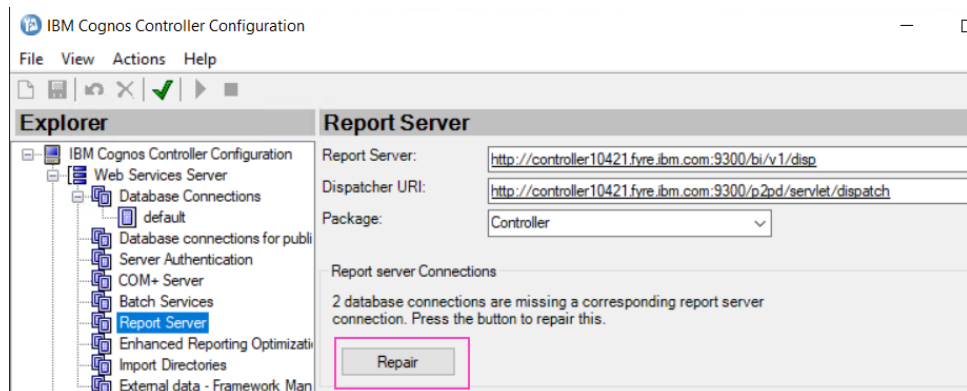 IBM Cognos Controller Configuration
File View Actions Help
Explorer
Report Server
IBM Cognos Controller Configuration
Web Services Server
Database Connections
default
Database connections for publi
Server Authentication
COM+ Server
Batch Services
Report Server
Enhanced Reporting Optimizati
Import Directories
External data - Framework Man
Report Server: http://controller10421.fyre.ibm.com:9300/bi/v1/disp
Dispatcher URI: http://controller10421.fyre.ibm.com:9300/p2pd/servlet/dispatch
Package: Controller
Report server Connections
2 database connections are missing a corresponding report server
connection. Press the button to repair this.
Repair